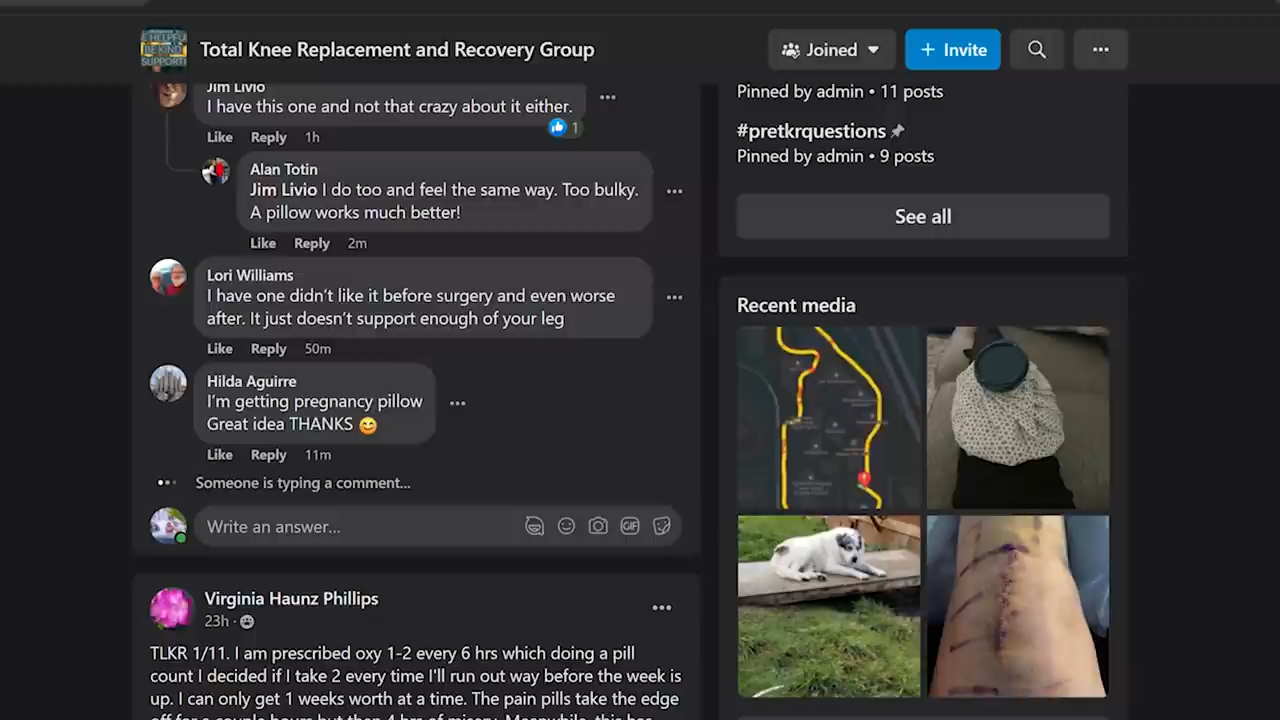 Total Knee Replacement and Recovery Group
Joined
+ Invite
Jim Livio
I have this one and not that crazy about it either.
1
Like Reply 1h
Alan Totin
Jim Livio I do too and feel the same way. Too bulky.
A pillow works much better!
Like Reply 2m
Lori Williams
I have one didn't like it before surgery and even worse
after. It just doesn't support enough of your leg
Like Reply 50m
Hilda Aguirre
I'm getting pregnancy pillow
Great idea THANKS 😊
Like Reply 11m
Someone is typing a comment...
Write an answer...
GIF
Virginia Haunz Phillips
23h ·
TLKR 1/11. I am prescribed oxy 1-2 every 6 hrs which doing a pill
count I decided if I take 2 every time I'll run out way before the week is
up. I can only get 1 weeks worth at a time. The pain pills take the edge
Pinned by admin • 11 posts
#pretkrquestions
Pinned by admin • 9 posts
See all
Recent media